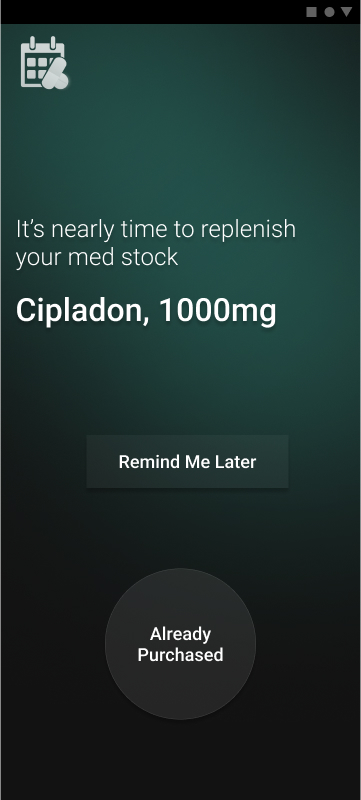 It’s nearly time to replenish
your med stock
Cipladon, 1000mg
Remind Me Later
Already
Purchased